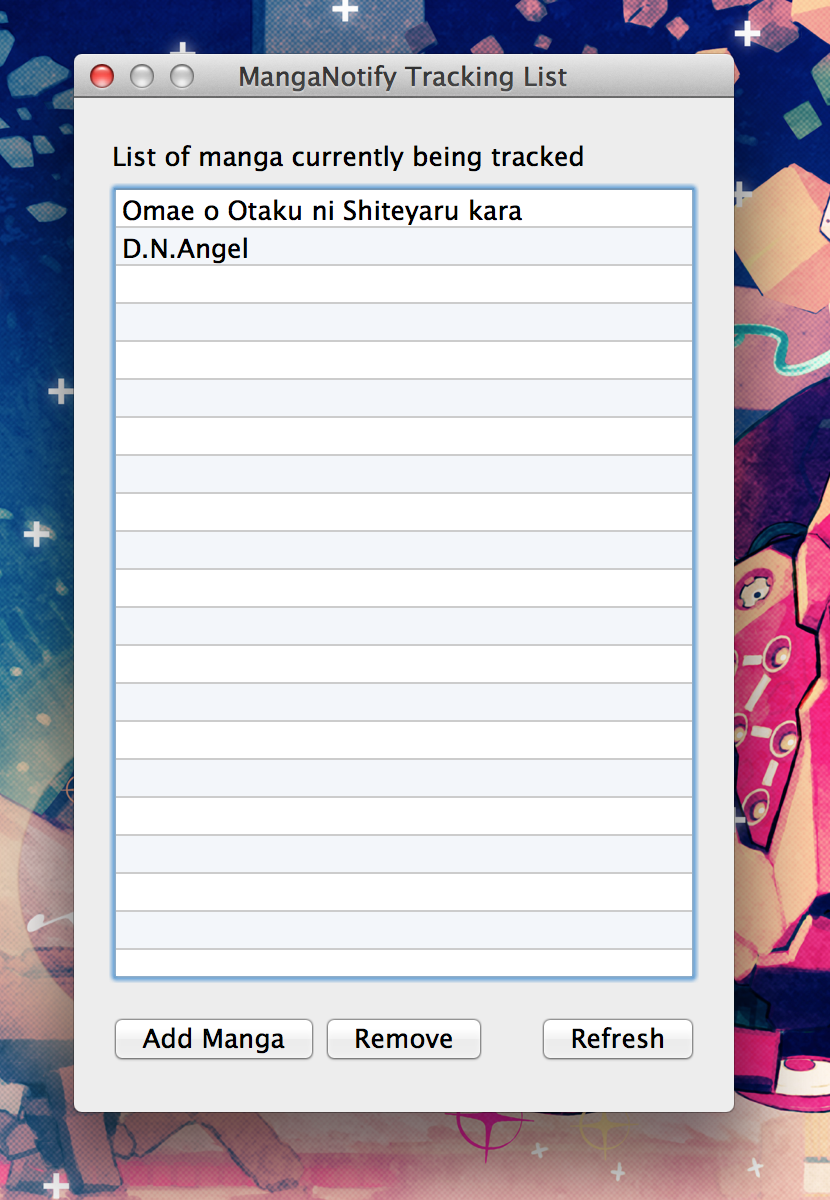 MangaNotify Tracking List
List of manga currently being tracked
Omae o Otaku ni Shiteyaru kara
D.N.Angel
Add Manga
Remove
Refresh